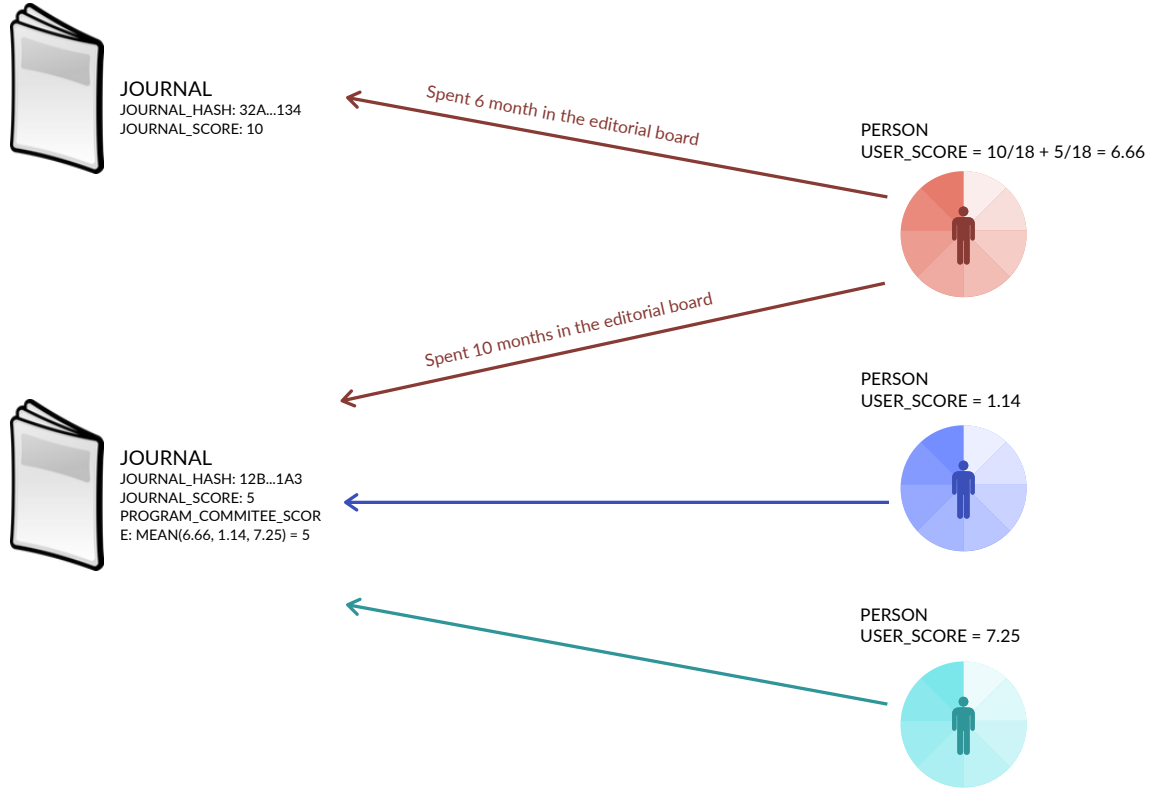 JOURNAL
JOURNAL_HASH: 32A...134
JOURNAL_SCORE: 10
Spent 6 month in the editorial board
PERSON
USER_SCORE = 10/18 + 5/18 = 6.66
Spent 10 months in the editorial board
PERSON
USER_SCORE = 1.14
JOURNAL
JOURNAL_HASH: 12B...1A3
JOURNAL_SCORE: 5
PROGRAM_COMMITEE_SCOR
E: MEAN(6.66, 1.14, 7.25) = 5
PERSON
USER_SCORE = 7.25